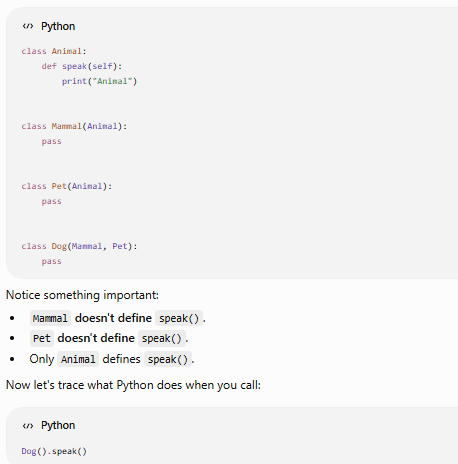 Python
class Animal:
    def speak(self):
        print("Animal")
class Mammal(Animal):
    pass
class Pet(Animal):
    pass
class Dog(Mammal, Pet):
    pass
Notice something important:
• Mammal doesn't define speak().
• Pet doesn't define speak().
• Only Animal defines speak().
Now let's trace what Python does when you call:
Python
Dog().speak()